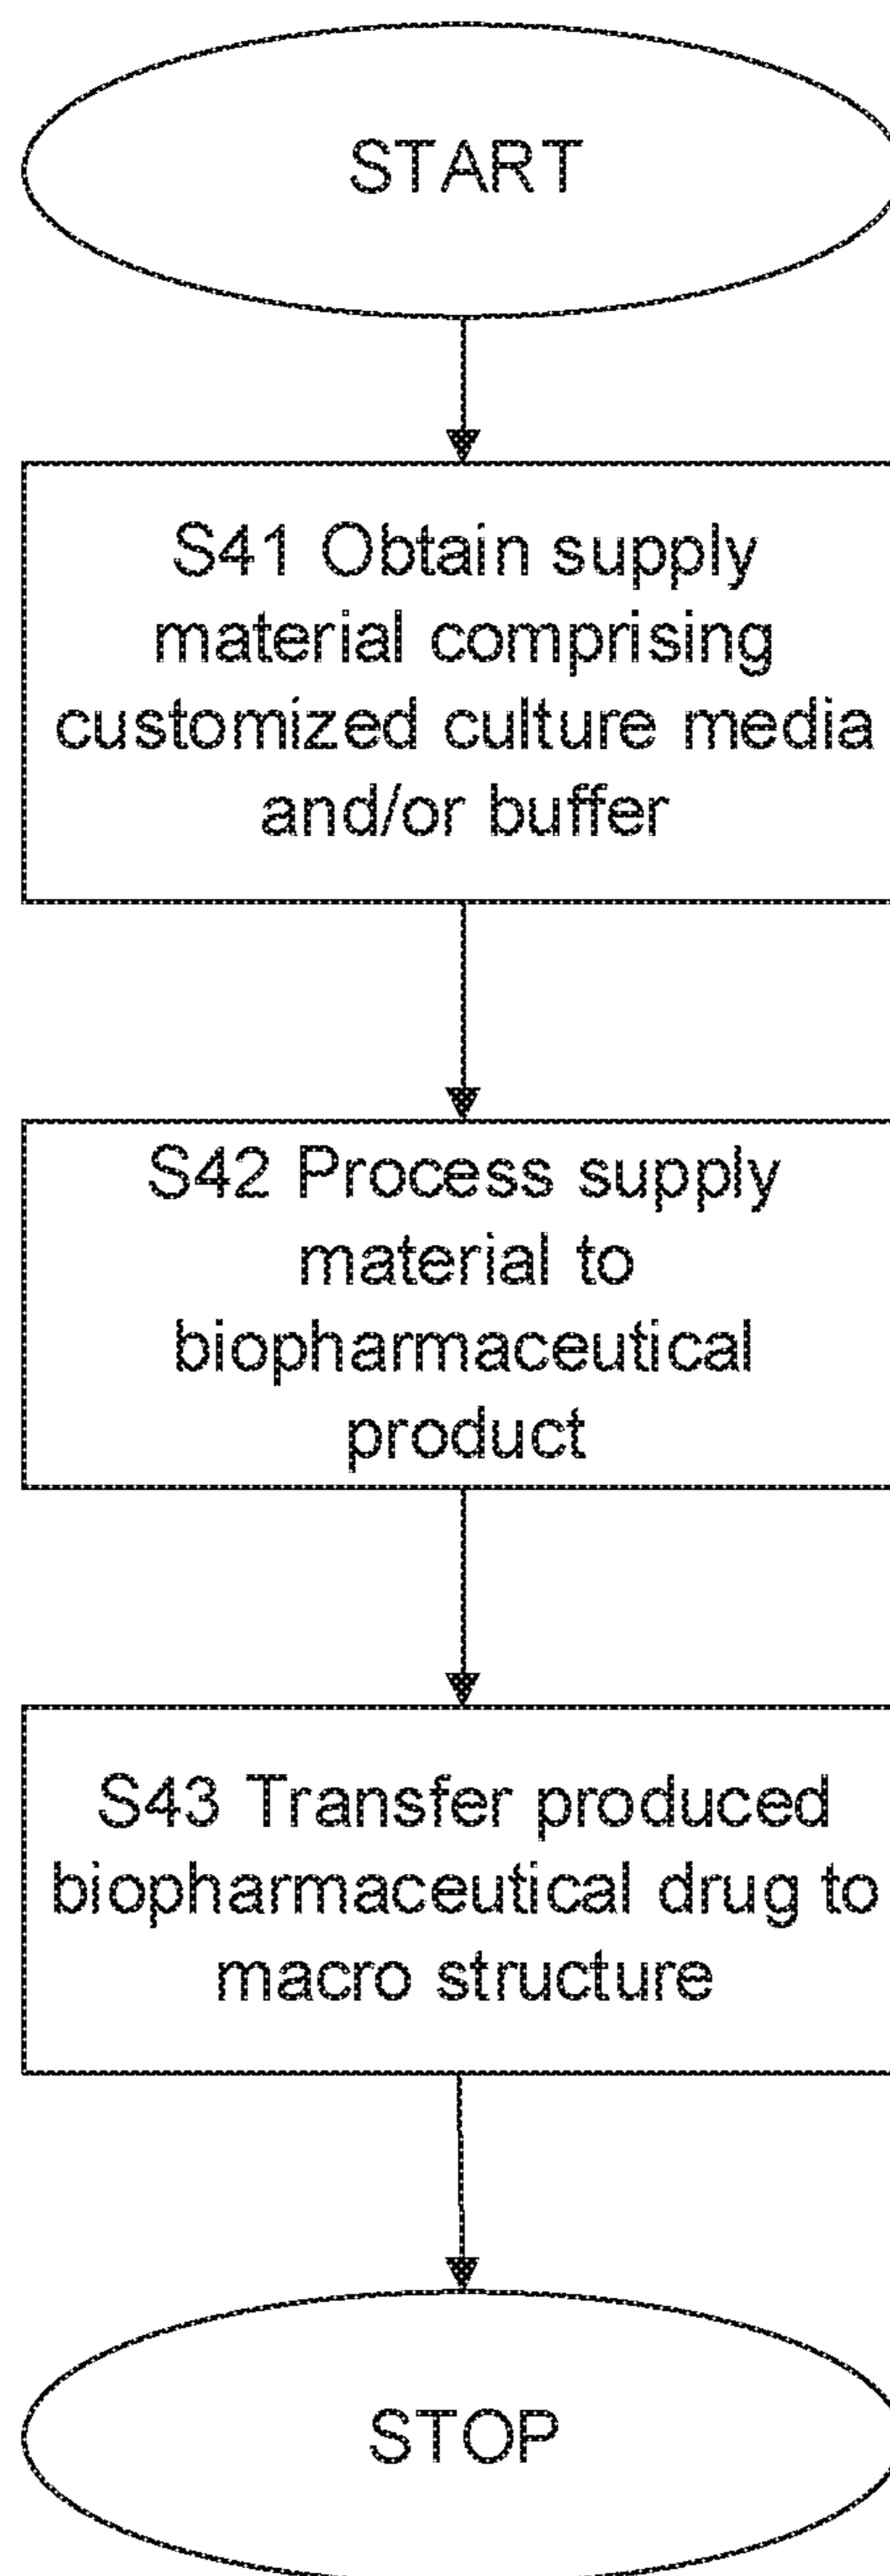 START
S41 Obtain supply
material comprising
customized culture media
and/or buffer
S42 Process supply
material to
biopharmaceutical
product
S43 Transfer produced
biopharmaceutical drug to
macro structure
STOP